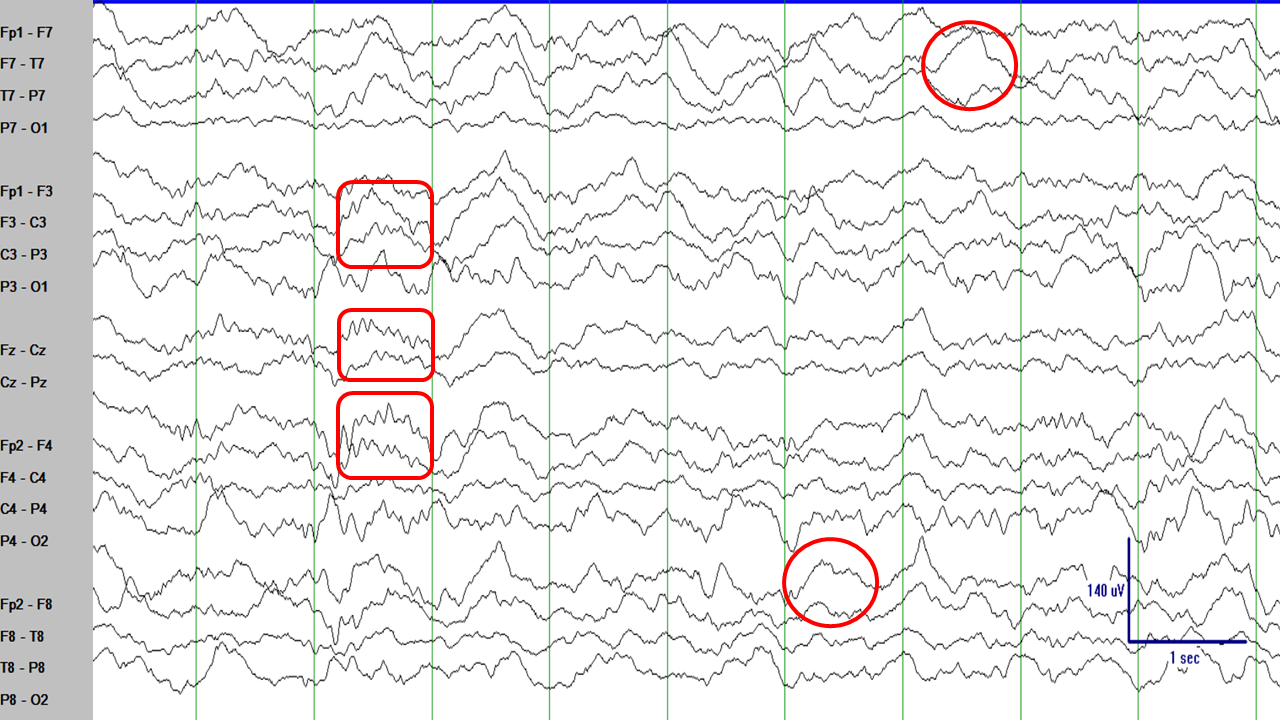 Fp1 - F7
F7 - T7
T7 - P7
P7 - O1
Fp1 - F3
F3 - C3
C3 - P3
P3 - O1
Fz - Cz
Cz - Pz
Fp2 - F4
F4 - C4
C4 - P4
P4 - O2
Fp2 - F8
F8 - T8
T8 - P8
P8 - O2
140 uV
1 sec